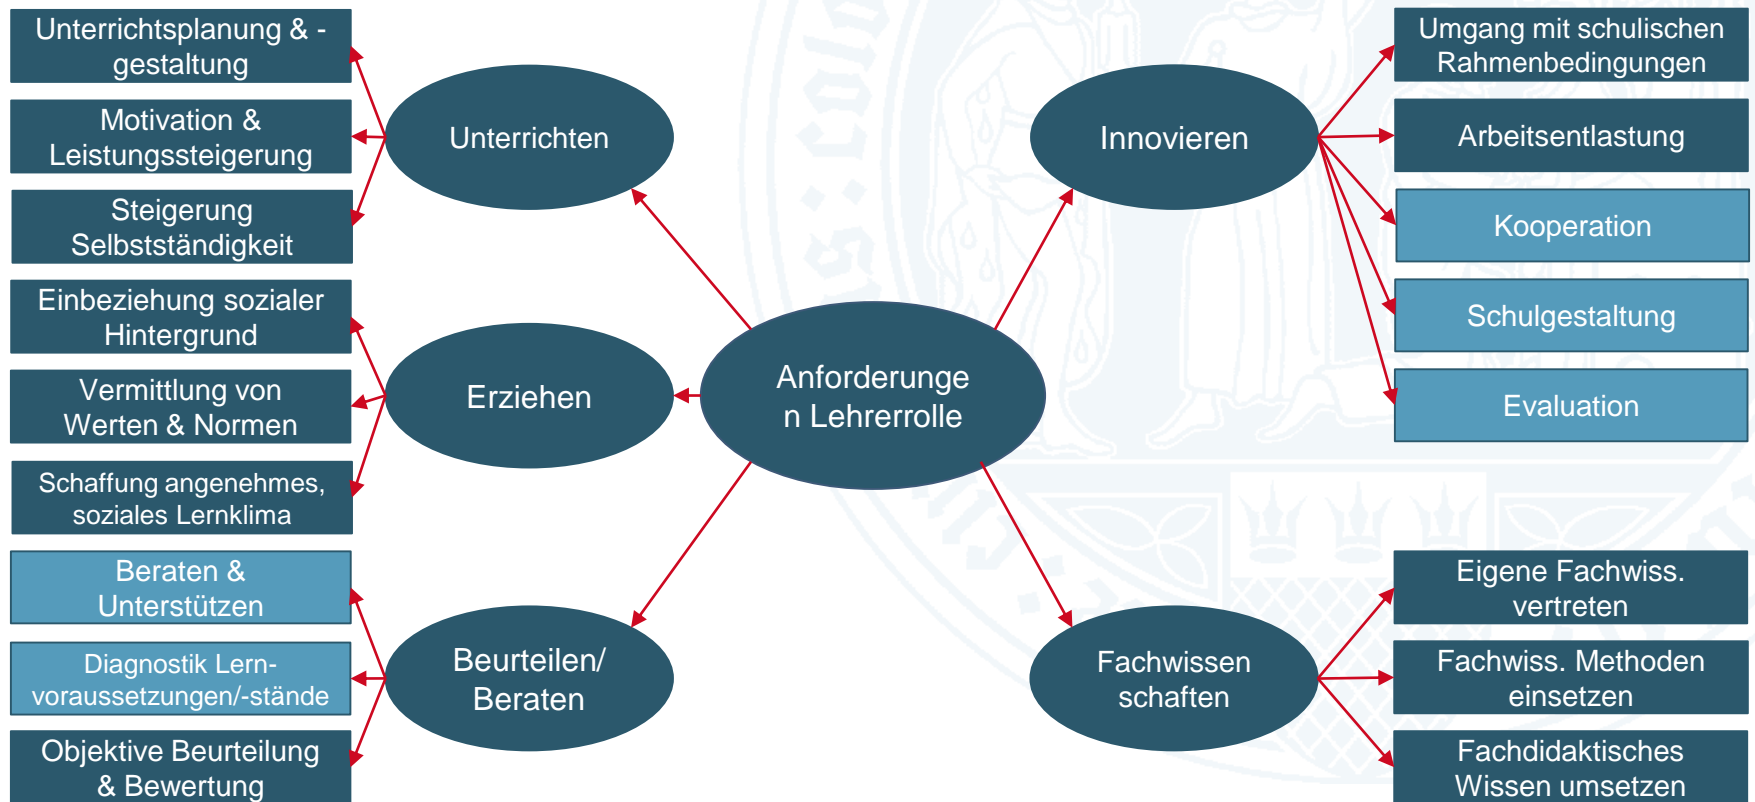 Unterrichtsplanung & -
gestaltung
Motivation &
Leistungssteigerung
Steigerung
Selbstständigkeit
Einbeziehung sozialer
Hintergrund
Vermittlung von
Werten & Normen
Schaffung angenehmes,
soziales Lernklima
Beraten &
Unterstützen
Diagnostik Lern-
voraussetzungen/-stände
Objektive Beurteilung
& Bewertung
Unterrichten
Erziehen
Beurteilen/
Beraten
Anforderunge
n Lehrerrolle
Innovieren
Fachwissen
schaften
Umgang mit schulischen
Rahmenbedingungen
Arbeitsentlastung
Kooperation
Schulgestaltung
Evaluation
Eigene Fachwiss.
vertreten
Fachwiss. Methoden
einsetzen
Fachdidaktisches
Wissen umsetzen